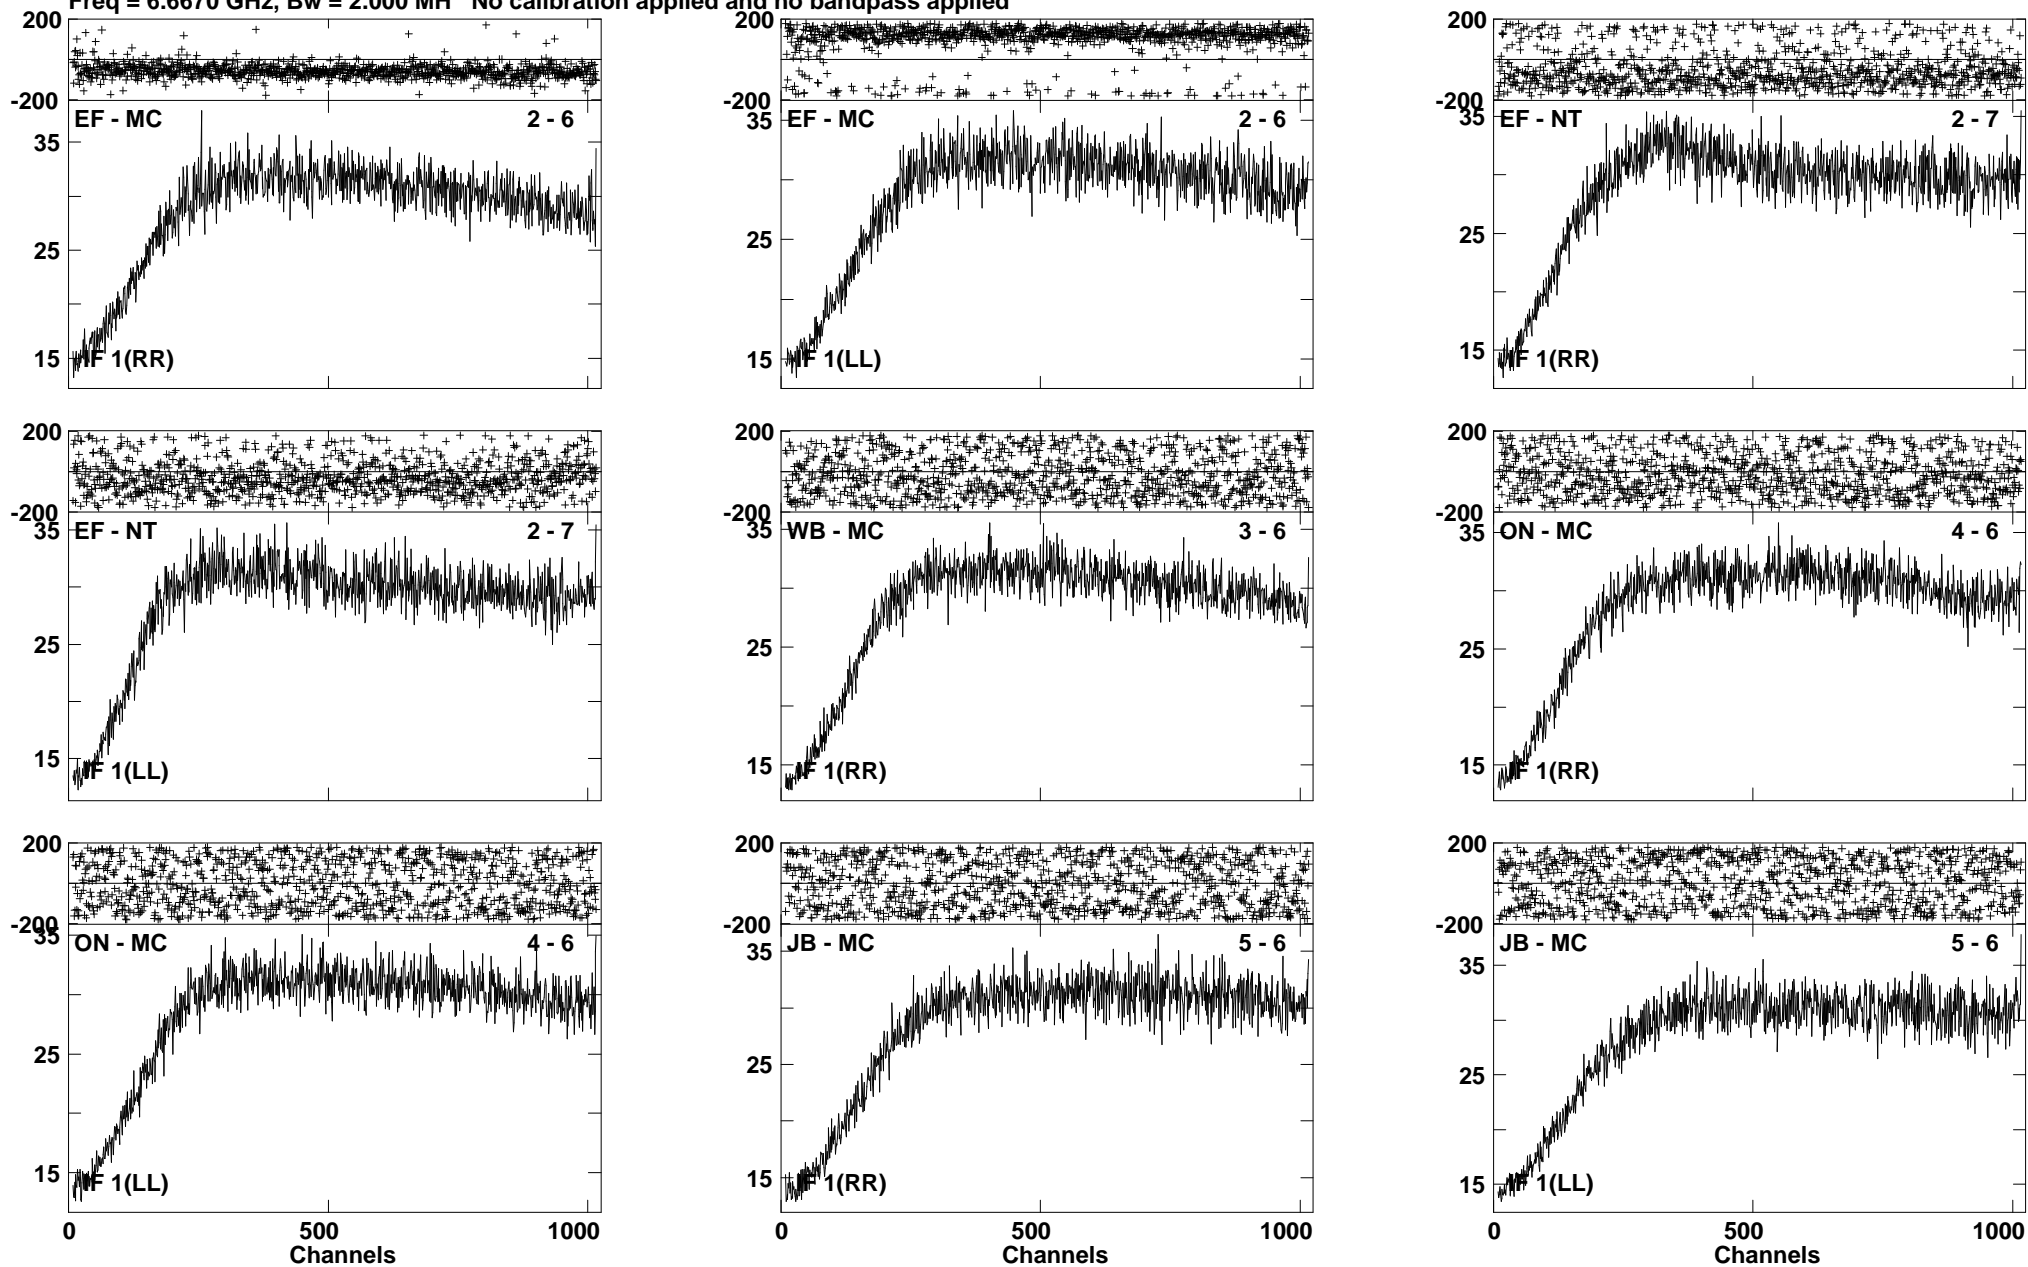 Freq = 6.6670 GHz, Bw = 2.000 MH No calibration applied and no bandpass applied
200
-200
EF - MC 2 - 6
35
25
15
IF 1(RR)
200
-200
EF - MC 2 - 6
35
25
15
IF 1(LL)
200
-200
EF - NT 2 - 7
35
25
15
IF 1(RR)
200
-200
EF - NT 2 - 7
35
25
15
IF 1(LL)
200
-200
WB - MC 3 - 6
35
25
15
IF 1(RR)
200
-200
ON - MC 4 - 6
35
25
15
IF 1(RR)
200
-200
ON - MC 4 - 6
35
25
15
IF 1(LL)
0 500 1000
Channels
200
-200
JB - MC 5 - 6
35
25
15
IF 1(RR)
0 500 1000
Channels
200
-200
JB - MC 5 - 6
35
25
15
IF 1(LL)
0 500 1000
Channels